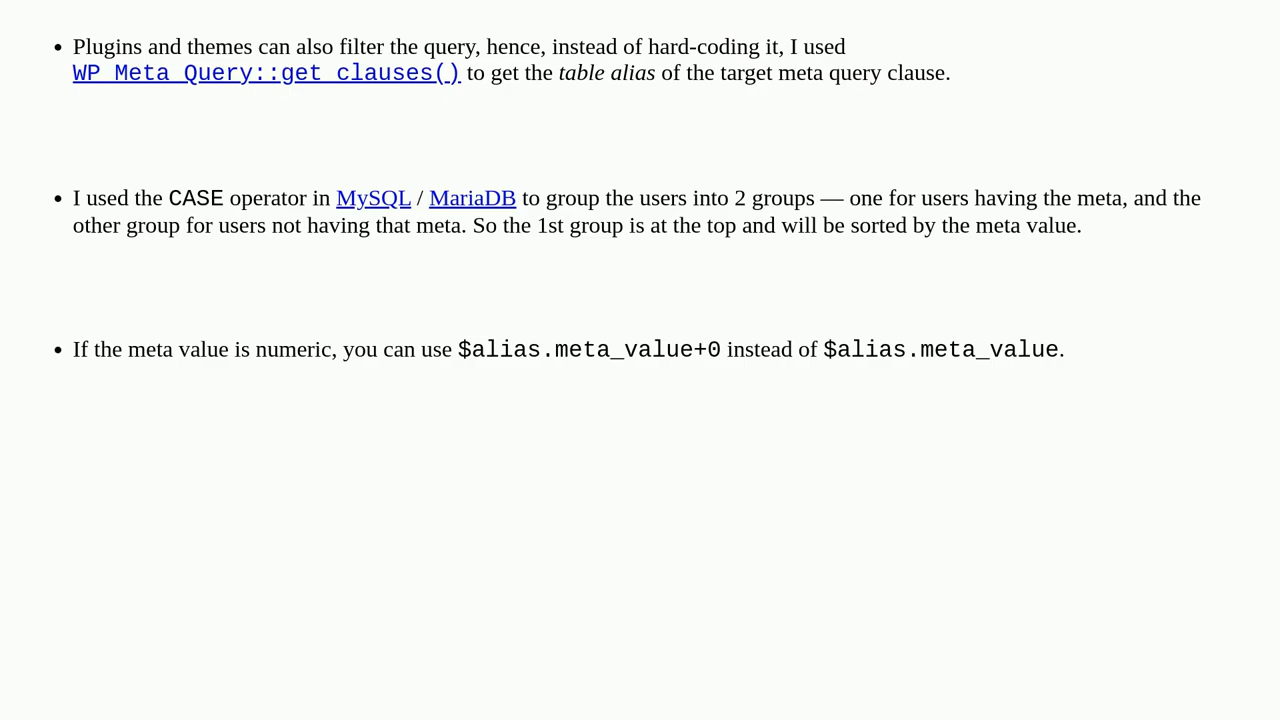 • Plugins and themes can also filter the query, hence, instead of hard-coding it, I used
WP_Meta_Query::get_clauses() to get the table alias of the target meta query clause.
• I used the CASE operator in MySQL / MariaDB to group the users into 2 groups — one for users having the meta, and the
other group for users not having that meta. So the 1st group is at the top and will be sorted by the meta value.
• If the meta value is numeric, you can use $alias.meta_value+0 instead of $alias.meta_value.